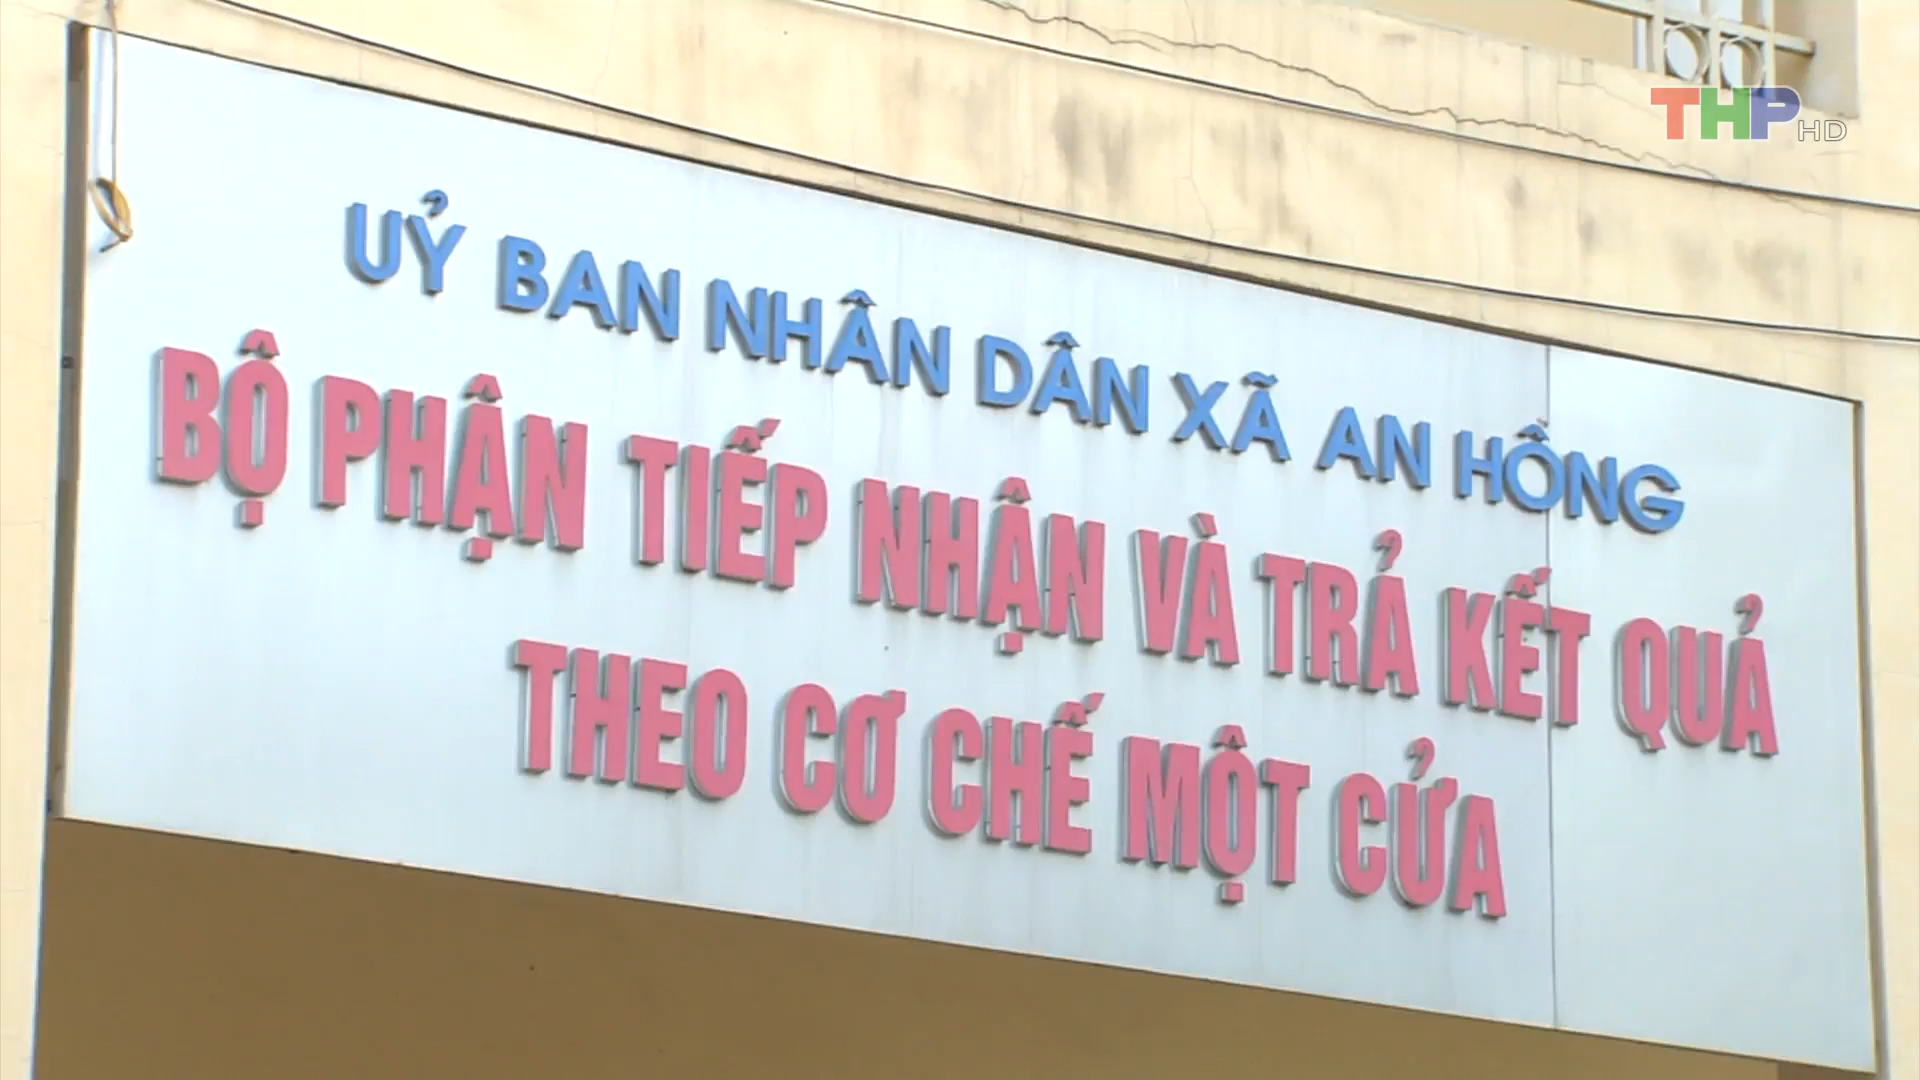 THP HD
UỶ BAN NHÂN DÂN XÃ AN HỒNG
BỘ PHẬN TIẾP NHẬN VÀ TRẢ KẾT QUẢ
THEO CƠ CHẾ MỘT CỬA